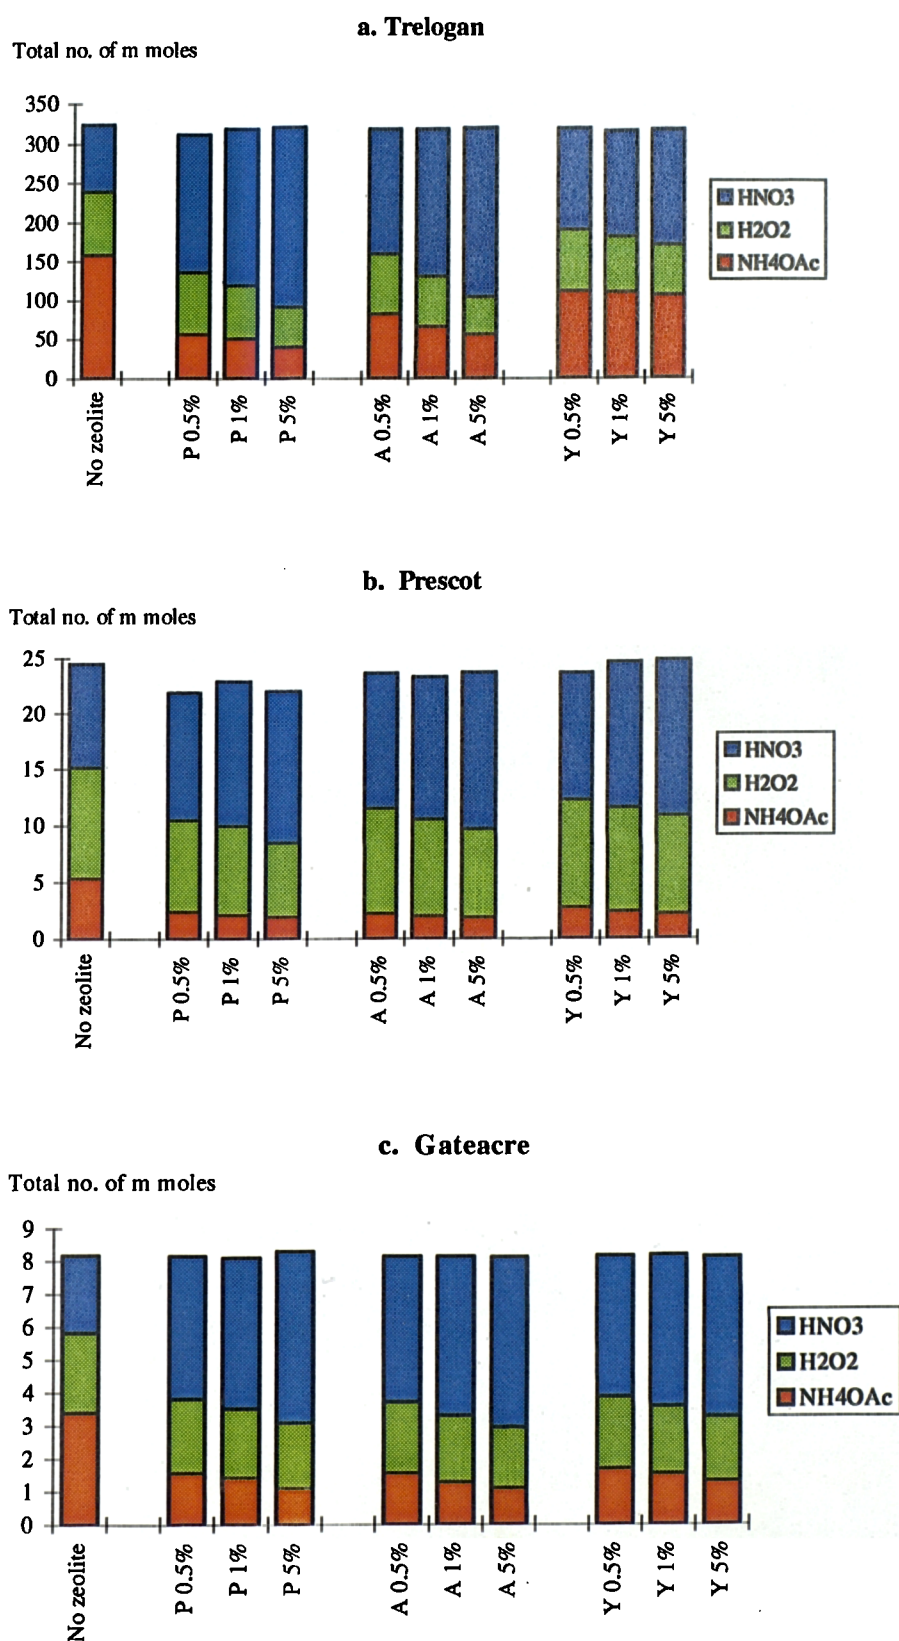 a. Trelogan
Total no. of m moles
350
300
250
200
150
100
50
0
No zeolite
P 0.5%
P 1%
P 5%
A 0.5%
A 1%
A 5%
Y 0.5%
Y 1%
Y 5%
HNO3
H2O2
NH4OAc
b. Prescot
Total no. of m moles
25
20
15
10
5
0
No zeolite
P 0.5%
P 1%
P 5%
A 0.5%
A 1%
A 5%
Y 0.5%
Y 1%
Y 5%
HNO3
H2O2
NH4OAc
c. Gateacre
Total no. of m moles
9
8
7
6
5
4
3
2
1
0
No zeolite
P 0.5%
P 1%
P 5%
A 0.5%
A 1%
A 5%
Y 0.5%
Y 1%
Y 5%
HNO3
H2O2
NH4OAc